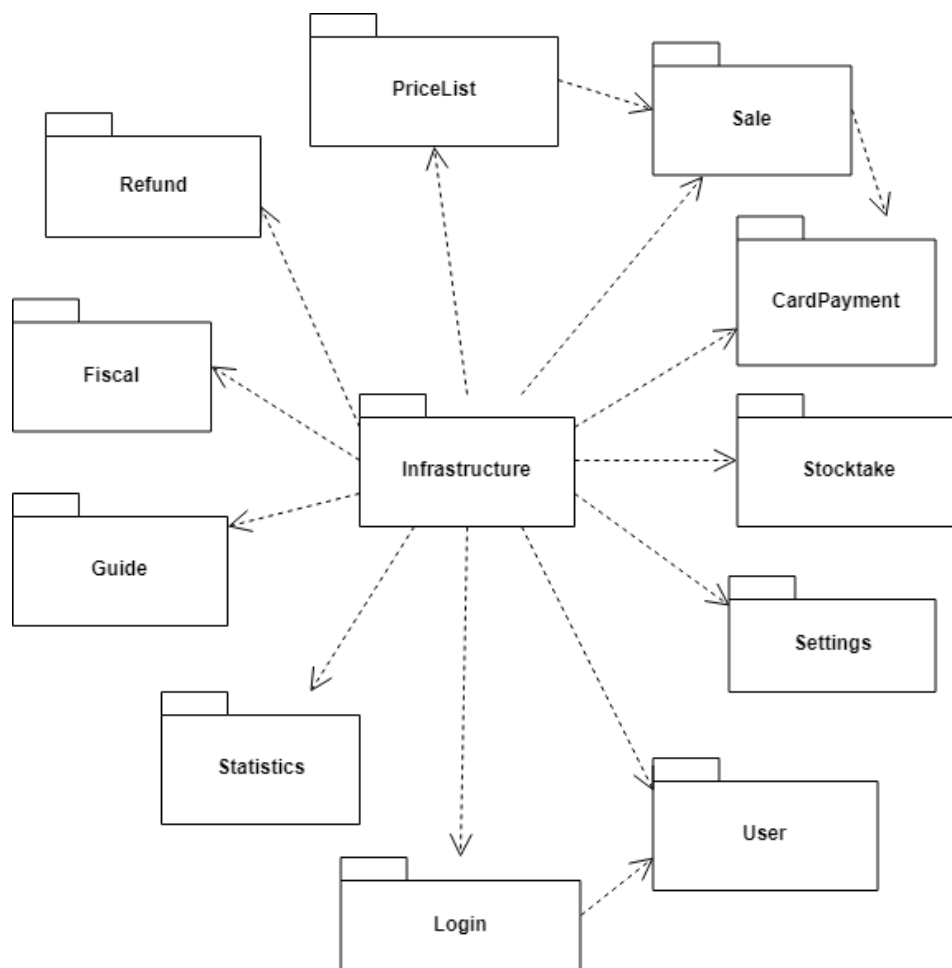 PriceList
Sale
Refund
CardPayment
Fiscal
Infrastructure
Stocktake
Guide
Settings
Statistics
User
Login